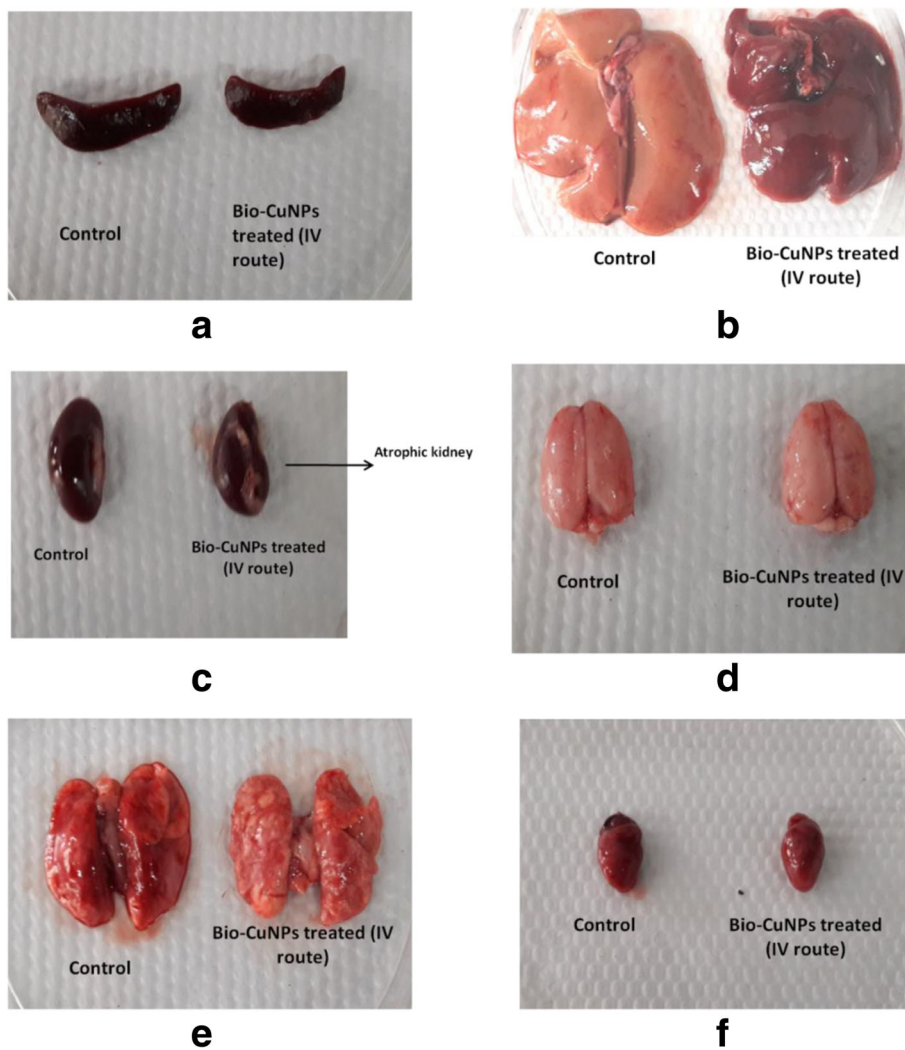 Control
Bio-CuNPs
treated (IV
route)
a
Control
Bio-CuNPs treated
(IV route)
b
Control
Bio-CuNPs treated
(IV route)
Atrophic kidney
c
Control
Bio-CuNPs treated (IV
route)
d
Control
Bio-CuNPs treated (IV
route)
e
Control
Bio-CuNPs treated
(IV route)
f